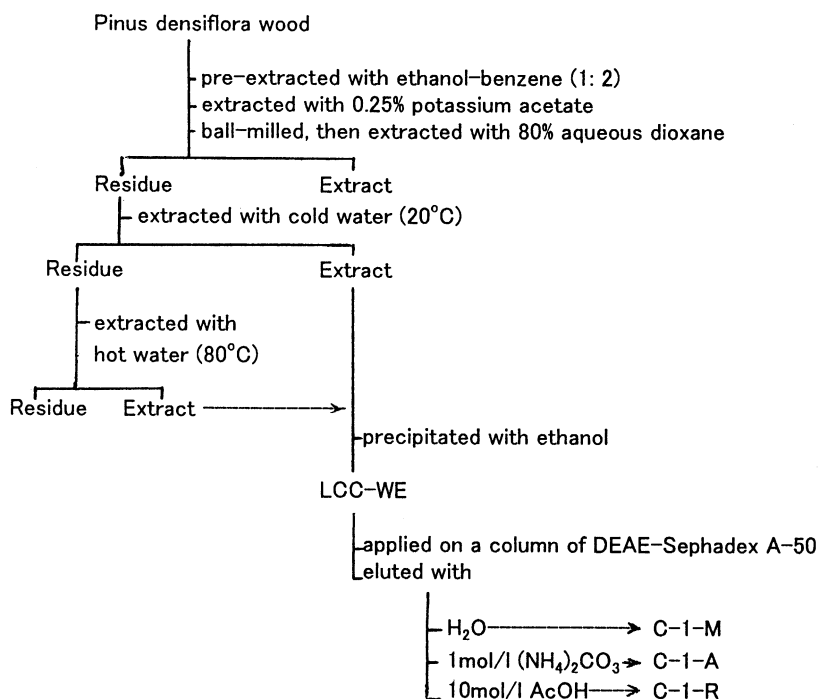 Pinus densiflora wood
pre-extracted with ethanol-benzene (1: 2)
extracted with 0.25% potassium acetate
ball-milled, then extracted with 80% aqueous dioxane
Residue Extract
extracted with cold water (20°C)
Residue Extract
extracted with
hot water (80°C)
Residue Extract
precipitated with ethanol
LCC-WE
applied on a column of DEAE-Sephadex A-50
eluted with
H₂O C-1-M
1mol/l (NH₄)₂CO₃ C-1-A
10mol/l AcOH C-1-R